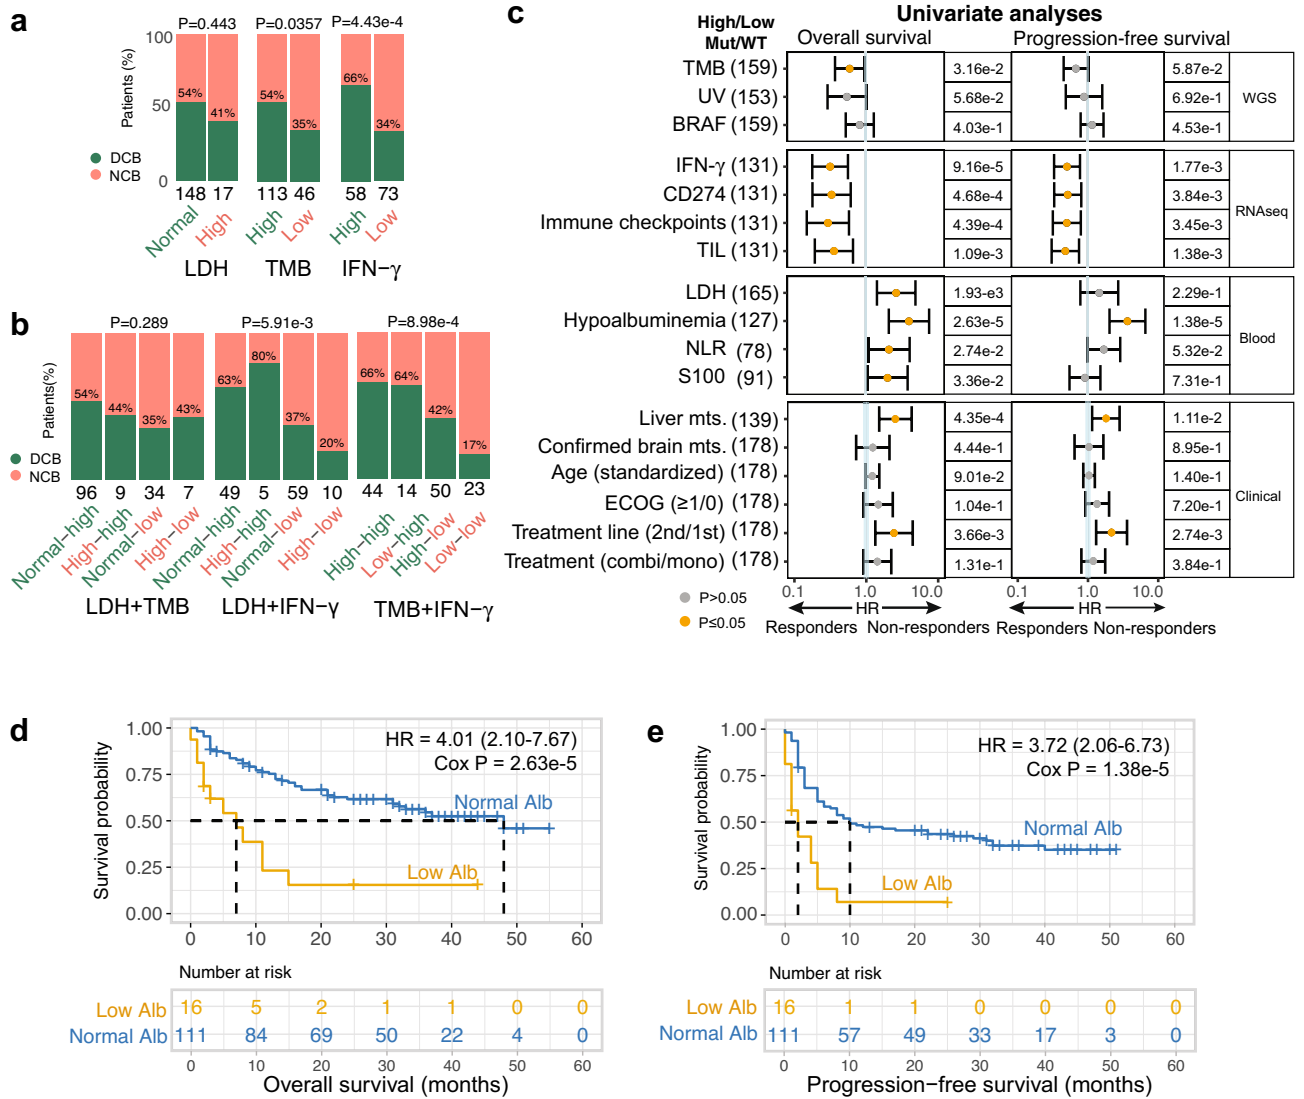 a
P=0.443
P=0.0357
P=4.43e-4
Patients (%)
100
50
0
54%
41%
54%
35%
66%
34%
DCB
NCB
148 17
113 46
58 73
Normal
High
High
Low
High
Low
LDH
TMB
IFN-γ
b
P=0.289
P=5.91e-3
P=8.98e-4
Patients(%)
54%
44%
35%
43%
63%
80%
37%
20%
66%
64%
42%
17%
DCB
NCB
96 9 34 7
49 5 59 10
44 14 50 23
Normal-high
High-high
Normal-low
High-low
Normal-high
High-high
Normal-low
High-low
High-high
Low-high
High-low
Low-low
LDH+TMB
LDH+IFN-γ
TMB+IFN-γ
c
Univariate analyses
High/Low
Mut/WT
Overall survival
Progression-free survival
TMB (159) 3.16e-2 5.87e-2
UV (153) 5.68e-2 6.92e-1
BRAF (159) 4.03e-1 4.53e-1
WGS
IFN-γ (131) 9.16e-5 1.77e-3
CD274 (131) 4.68e-4 3.84e-3
Immune checkpoints (131) 4.39e-4 3.45e-3
TIL (131) 1.09e-3 1.38e-3
RNAseq
LDH (165) 1.93-e3 2.29e-1
Hypoalbuminemia (127) 2.63e-5 1.38e-5
NLR (78) 2.74e-2 5.32e-2
S100 (91) 3.36e-2 7.31e-1
Blood
Liver mts. (139) 4.35e-4 1.11e-2
Confirmed brain mts. (178) 4.44e-1 8.95e-1
Age (standardized) (178) 9.01e-2 1.40e-1
ECOG (≥1/0) (178) 1.04e-1 7.20e-1
Treatment line (2nd/1st) (178) 3.66e-3 2.74e-3
Treatment (combi/mono) (178) 1.31e-1 3.84e-1
Clinical
0.1 1.0 10.0
0.1 1.0 10.0
HR
HR
P>0.05
P≤0.05
Responders Non-responders
Responders Non-responders
d
Survival probability
1.00
0.75
0.50
0.25
0.00
HR = 4.01 (2.10-7.67)
Cox P = 2.63e-5
Normal Alb
Low Alb
0 10 20 30 40 50 60
Number at risk
Low Alb 16 5 2 1 1 0 0
Normal Alb 111 84 69 50 22 4 0
0 10 20 30 40 50 60
Overall survival (months)
e
Survival probability
1.00
0.75
0.50
0.25
0.00
HR = 3.72 (2.06-6.73)
Cox P = 1.38e-5
Normal Alb
Low Alb
0 10 20 30 40 50 60
Number at risk
Low Alb 16 1 1 0 0 0 0
Normal Alb 111 57 49 33 17 3 0
0 10 20 30 40 50 60
Progression-free survival (months)